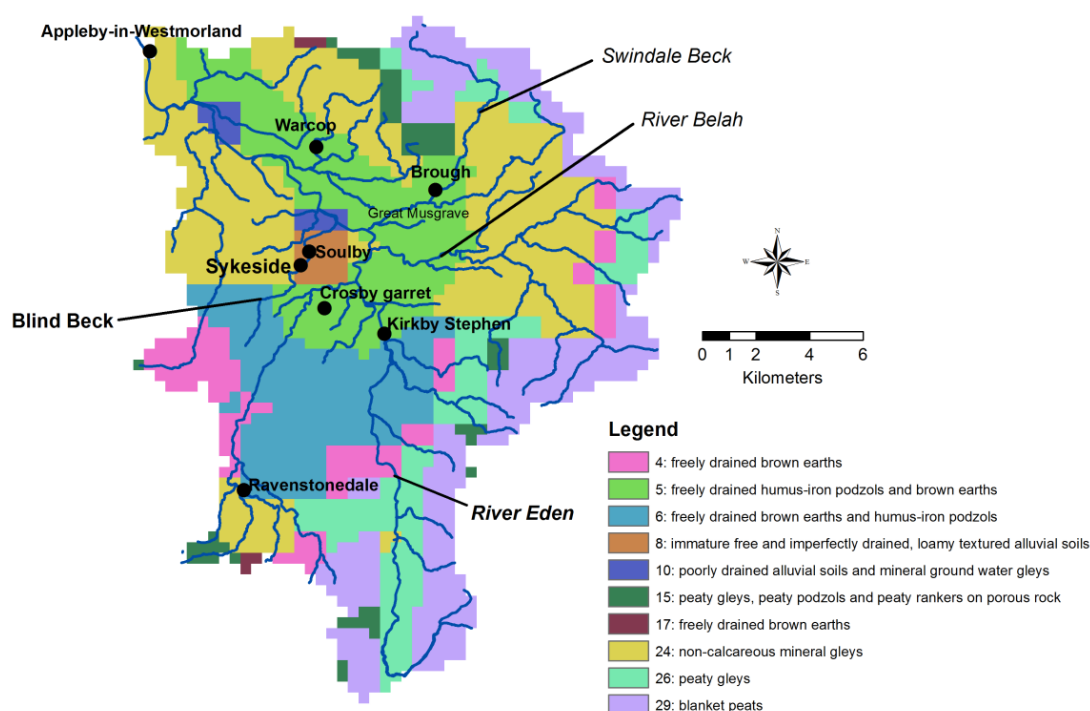 Appleby-in-Westmorland
Swindale Beck
River Belah
Warcop
Brough
Great Musgrave
Soulby
Sykeside
Crosby garret
Blind Beck
Kirkby Stephen
Ravenstonedale
River Eden
N
W
E
S
0 1 2 4 6
Kilometers
Legend
4: freely drained brown earths
5: freely drained humus-iron podzols and brown earths
6: freely drained brown earths and humus-iron podzols
8: immature free and imperfectly drained, loamy textured alluvial soils
10: poorly drained alluvial soils and mineral ground water gleys
15: peaty gleys, peaty podzols and peaty rankers on porous rock
17: freely drained brown earths
24: non-calcareous mineral gleys
26: peaty gleys
29: blanket peats